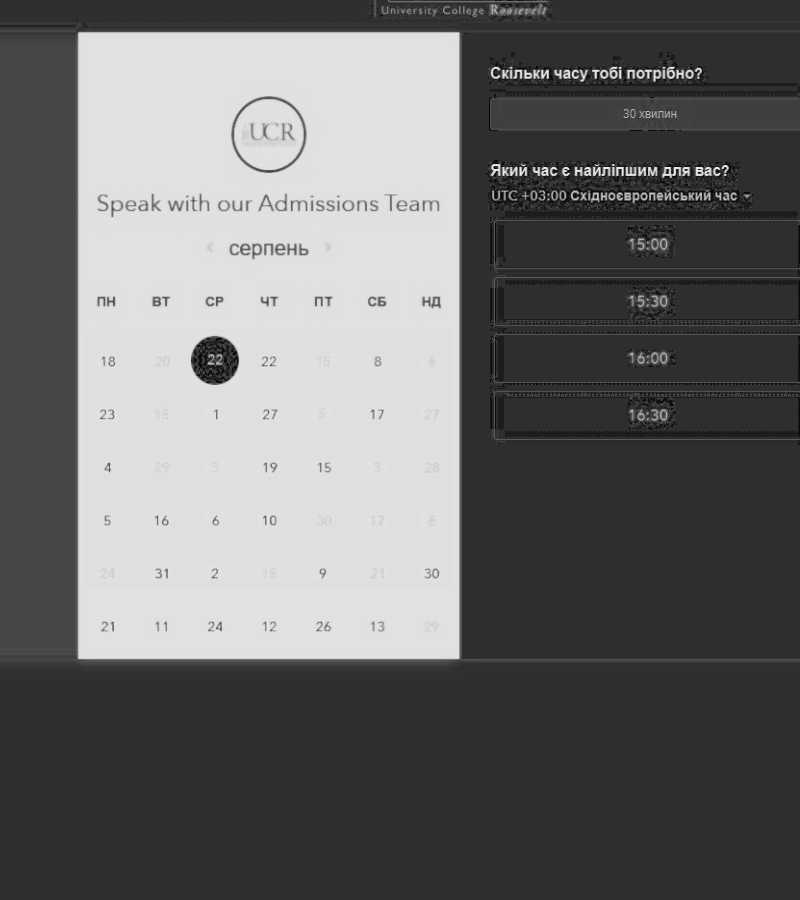 University College Roosevelt
UCR
Speak with our Admissions Team
серпень
ПН ВТ СР ЧТ ПТ СБ НД
18 20 22 22 15 8 6
23 15 1 27 5 17 27
4 29 3 19 15 3 28
5 16 6 10 30 17 6
24 31 2 15 9 21 30
21 11 24 12 26 13 29
Скільки часу тобі потрібно?
30 хвилин
Який час є найліпшим для вас?
UTC +03:00 Східноєвропейський час
15:00
15:30
16:00
16:30